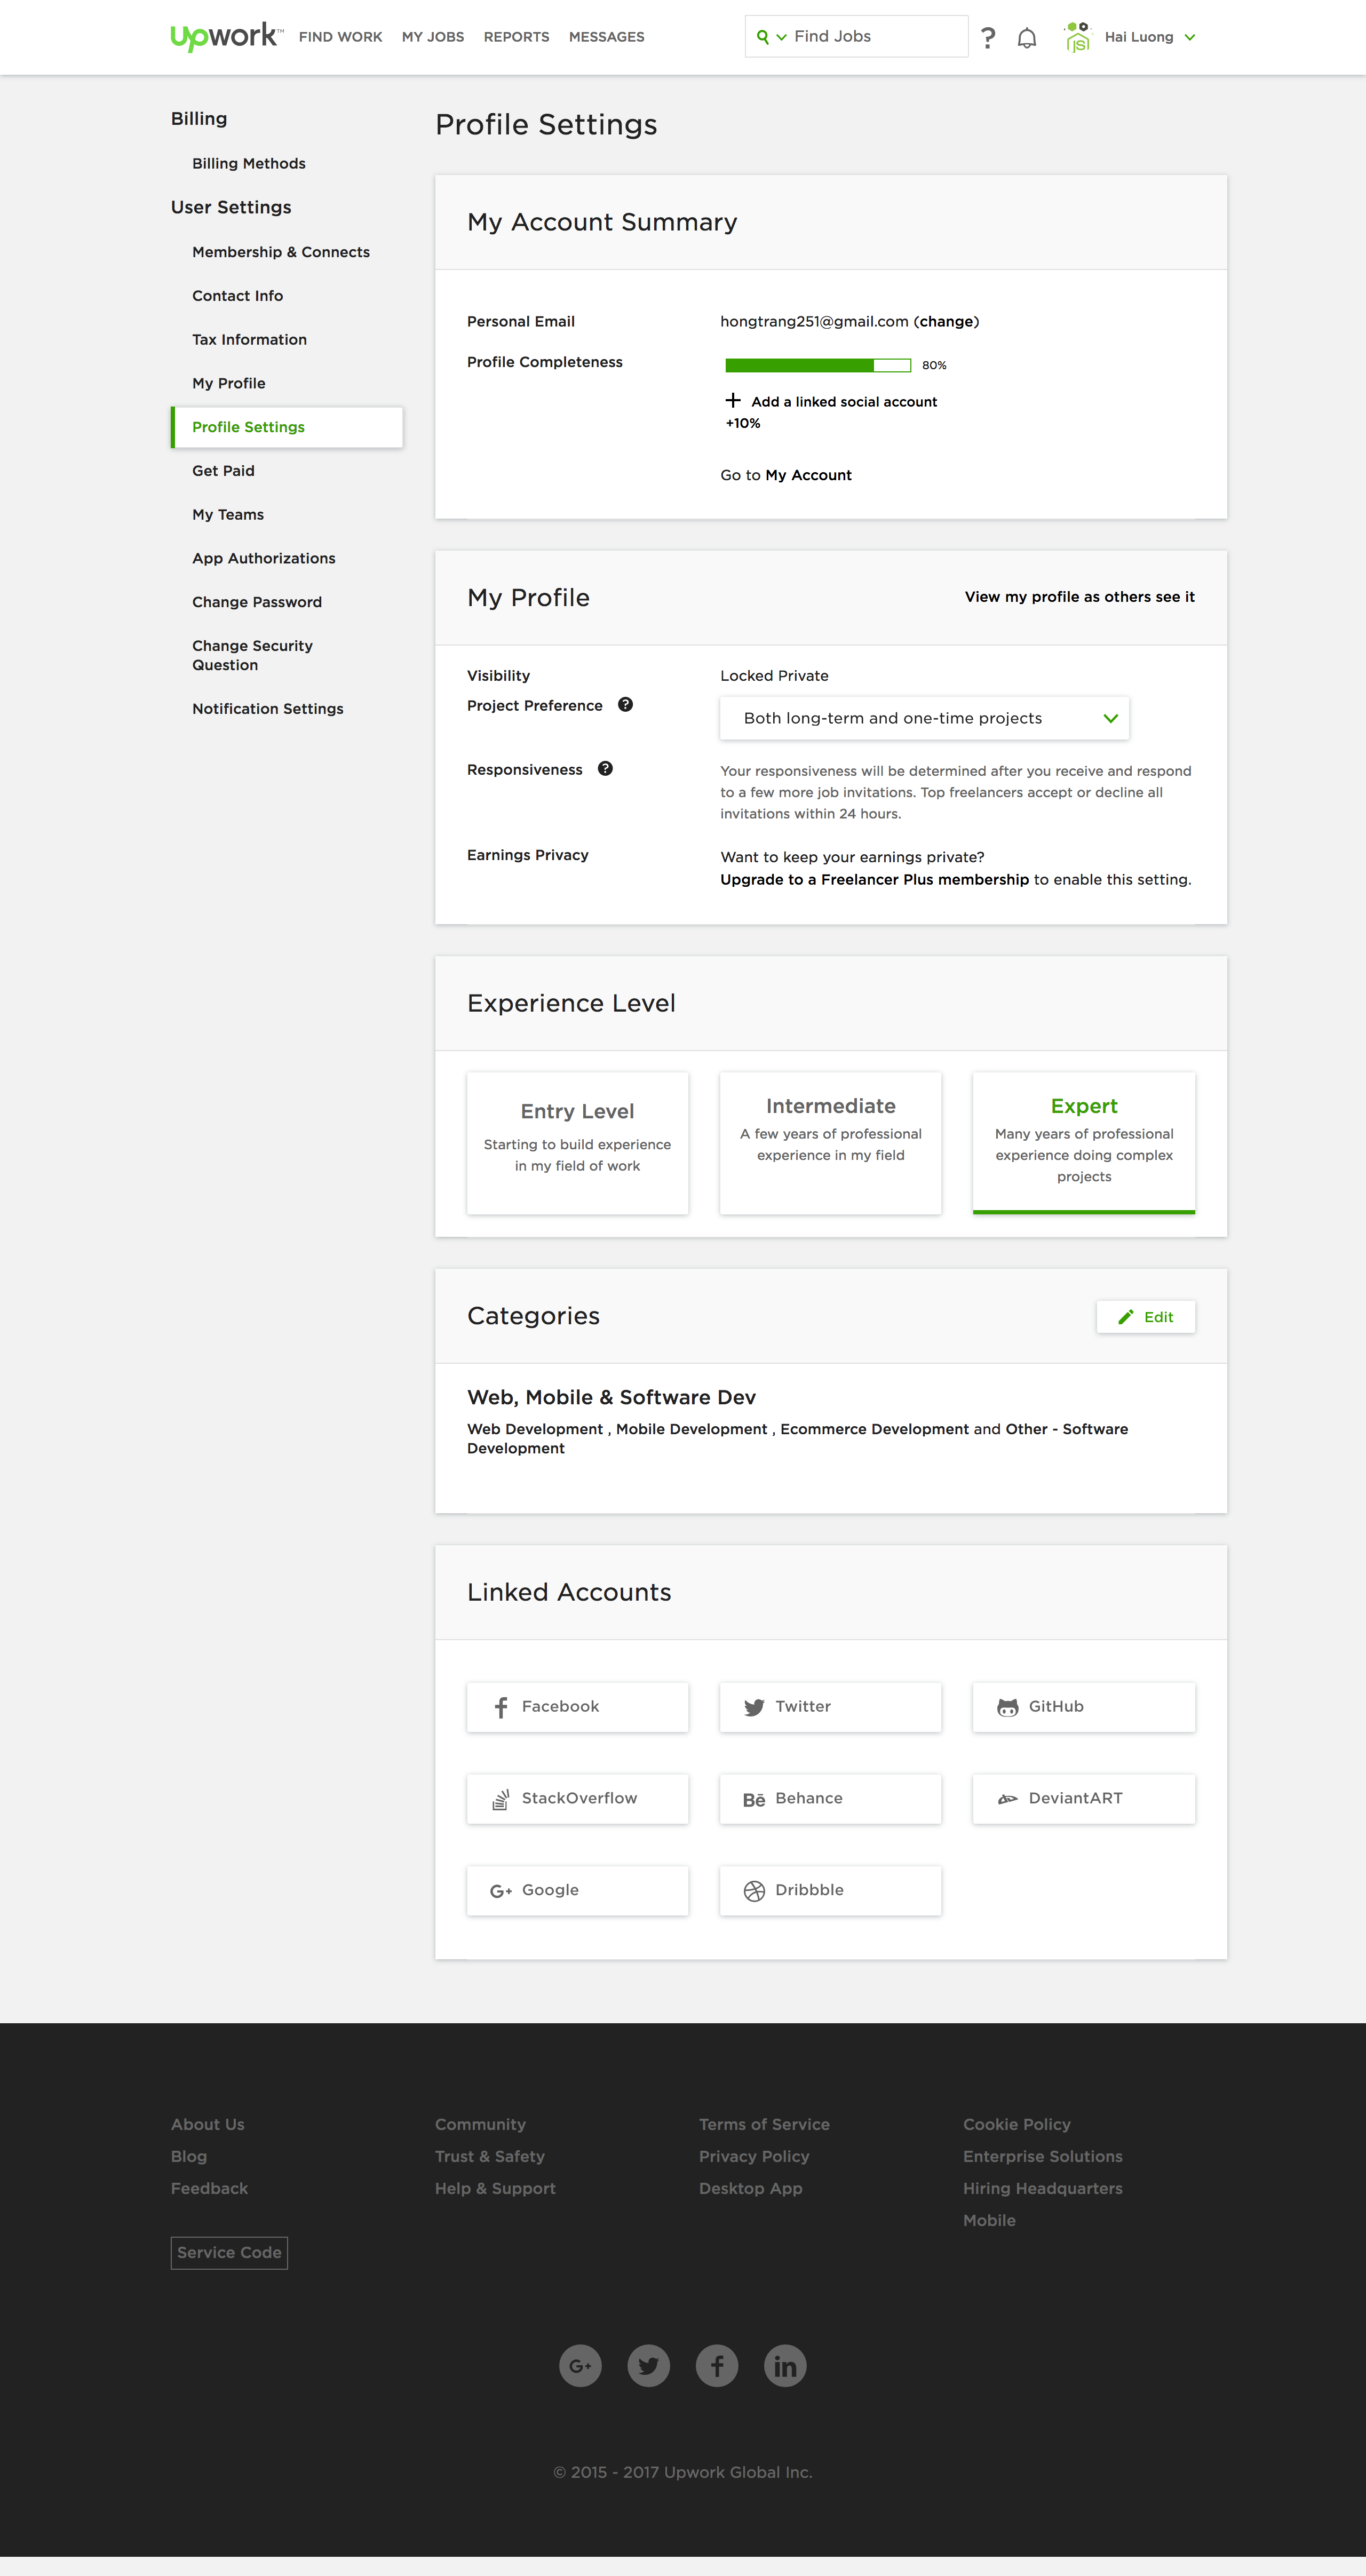 upwork™ FIND WORK MY JOBS REPORTS MESSAGES Find Jobs ? Hai Luong
Billing
Billing Methods
User Settings
Membership & Connects
Contact Info
Tax Information
My Profile
Profile Settings
Get Paid
My Teams
App Authorizations
Change Password
Change Security
Question
Notification Settings
Profile Settings
My Account Summary
Personal Email hongtrang251@gmail.com (change)
Profile Completeness 80%
Add a linked social account
+10%
Go to My Account
My Profile View my profile as others see it
Visibility Locked Private
Project Preference ? Both long-term and one-time projects
Responsiveness ? Your responsiveness will be determined after you receive and respond
to a few more job invitations. Top freelancers accept or decline all
invitations within 24 hours.
Earnings Privacy Want to keep your earnings private?
Upgrade to a Freelancer Plus membership to enable this setting.
Experience Level
Entry Level
Starting to build experience
in my field of work
Intermediate
A few years of professional
experience in my field
Expert
Many years of professional
experience doing complex
projects
Categories Edit
Web, Mobile & Software Dev
Web Development , Mobile Development , Ecommerce Development and Other - Software
Development
Linked Accounts
Facebook Twitter GitHub
StackOverflow Bē Behance DeviantART
G+ Google Dribbble
About Us Community Terms of Service Cookie Policy
Blog Trust & Safety Privacy Policy Enterprise Solutions
Feedback Help & Support Desktop App Hiring Headquarters
Mobile
Service Code
G+ f in
© 2015 - 2017 Upwork Global Inc.